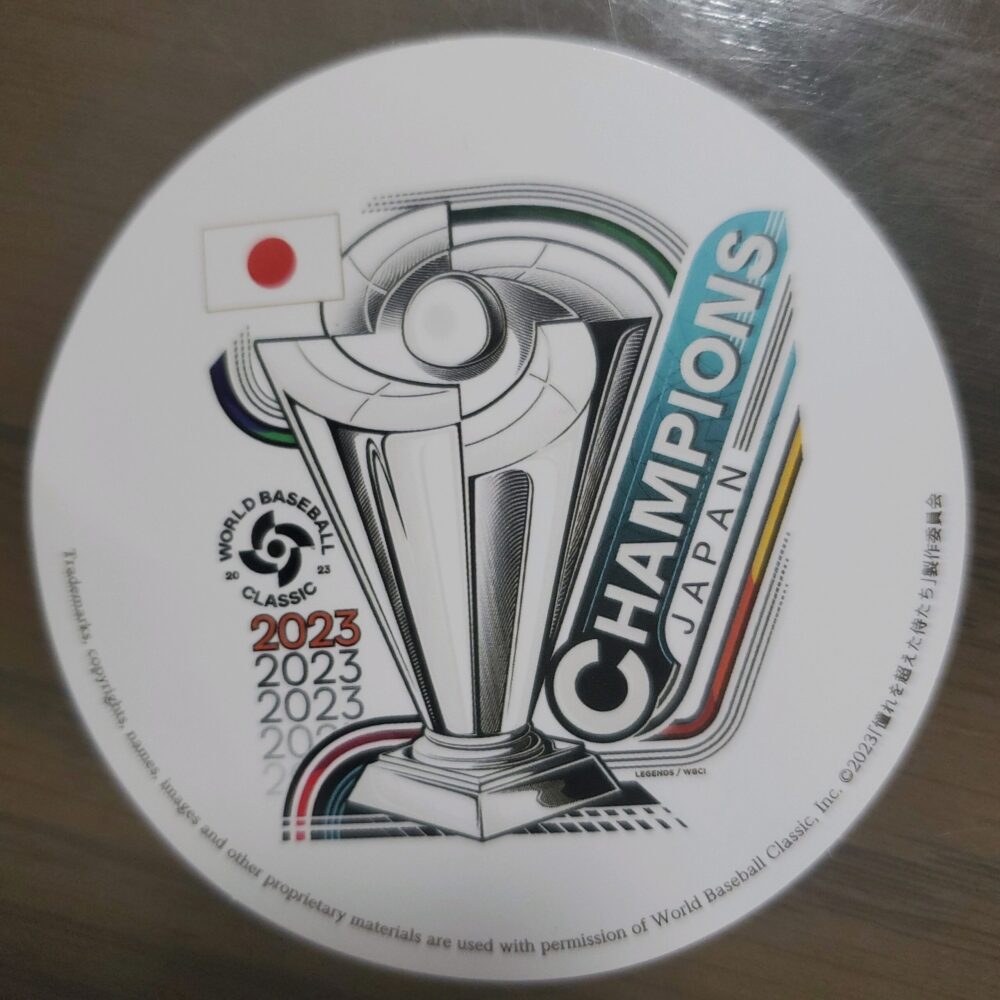 CHAMPIONS
JAPAN
WORLD BASEBALL
20 23
CLASSIC
2023
2023
2023
202
2
LEGENDS / WBCI
Trademarks, copyrights, names, images and other proprietary materials are used with permission of World Baseball Classic, Inc. ©2023「憧れを超えた侍たち」製作委員会